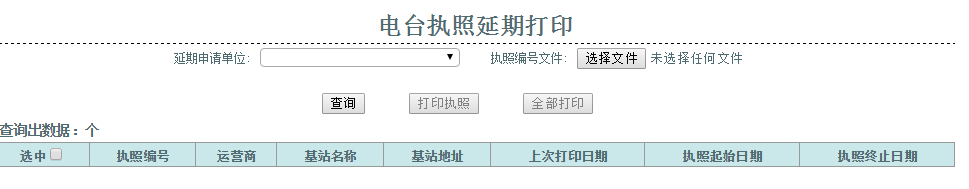 电台执照延期打印
延期申请单位: 执照编号文件: 选择文件 未选择任何文件
查询 打印执照 全部打印
查询出数据：个
选中 执照编号 运营商 基站名称 基站地址 上次打印日期 执照起始日期 执照终止日期